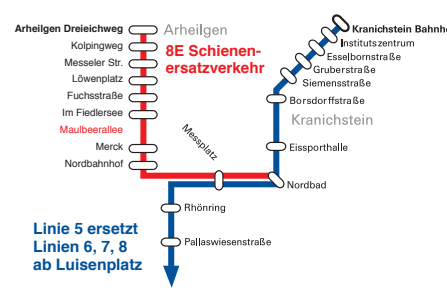 Arheilgen Dreieichweg
Arheilgen
Kolpingweg
8E Schienen-
ersatzverkehr
Messeler Str.
Löwenplatz
Fuchsstraße
Im Fiedlersee
Maulbeerallee
Merck
Nordbahnhof
Messplatz
Kranichstein Bahnho
Institutszentrum
Esselbornstraße
Gruberstraße
Siemensstraße
Borsdorffstraße
Kranichstein
Eissporthalle
Nordbad
Rhönring
Pallaswiesenstraße
Linie 5 ersetzt
Linien 6, 7, 8
ab Luisenplatz